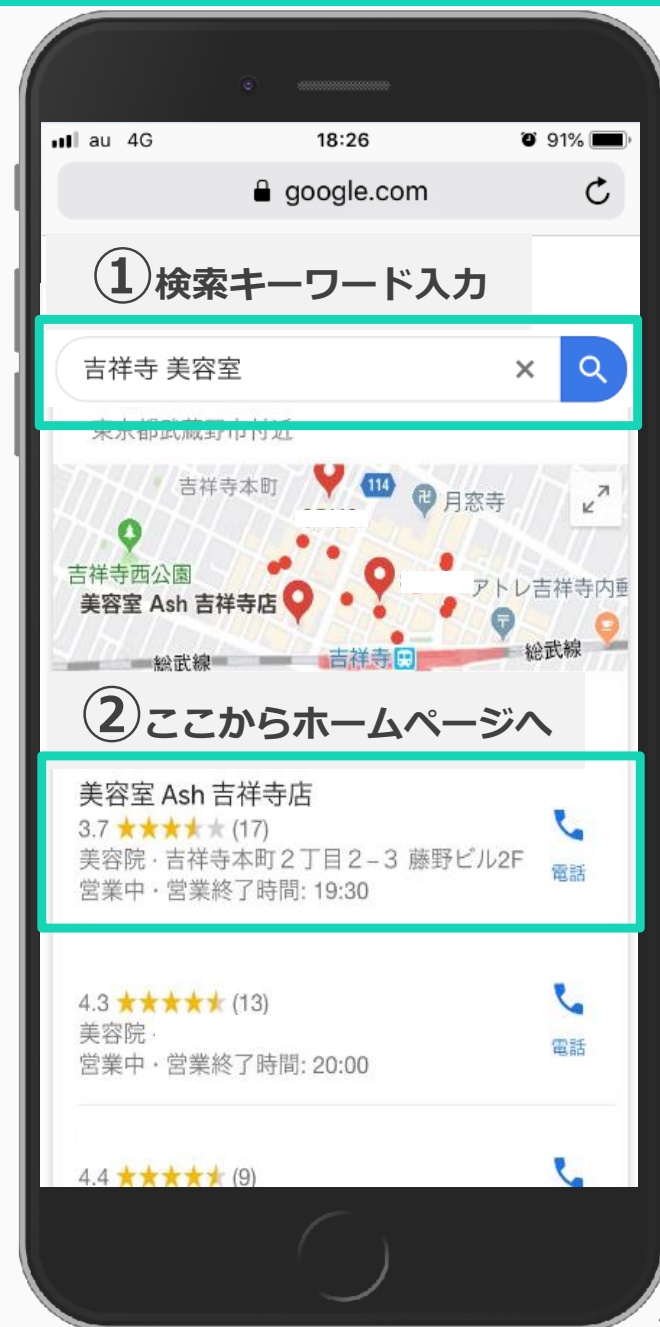 au 4G 18:26 91%
google.com
①検索キーワード入力
吉祥寺 美容室
東京都武蔵野市付近
吉祥寺本町 114 卍 月窓寺
吉祥寺西公園
アトレ吉祥寺内郵
美容室 Ash 吉祥寺店
〒
総武線 吉祥寺 総武線
②ここからホームページへ
美容室 Ash 吉祥寺店
3.7 ★★★★★ (17)
美容院 · 吉祥寺本町２丁目２−３ 藤野ビル2F
電話
営業中・営業終了時間: 19:30
4.3 ★★★★★ (13)
美容院 ·
電話
営業中・営業終了時間: 20:00
4.4 ★★★★★ (9)